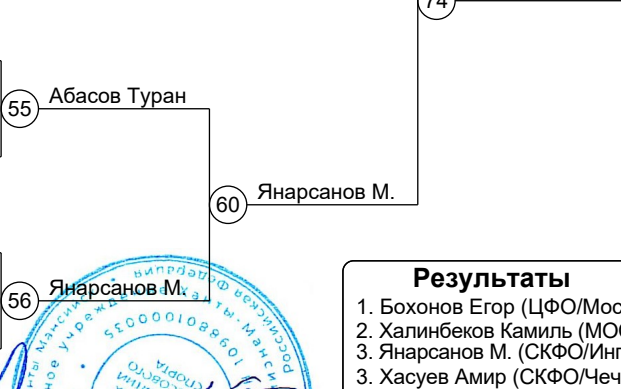 74
55 Абасов Туран
60 Янарсанов М.
56 Янарсанов М.
Результаты
1. Бохонов Егор (ЦФО/Мос
2. Халинбеков Камиль (МО
3. Янарсанов М. (СКФО/Инг
3. Хасуев Амир (СКФО/Чеч